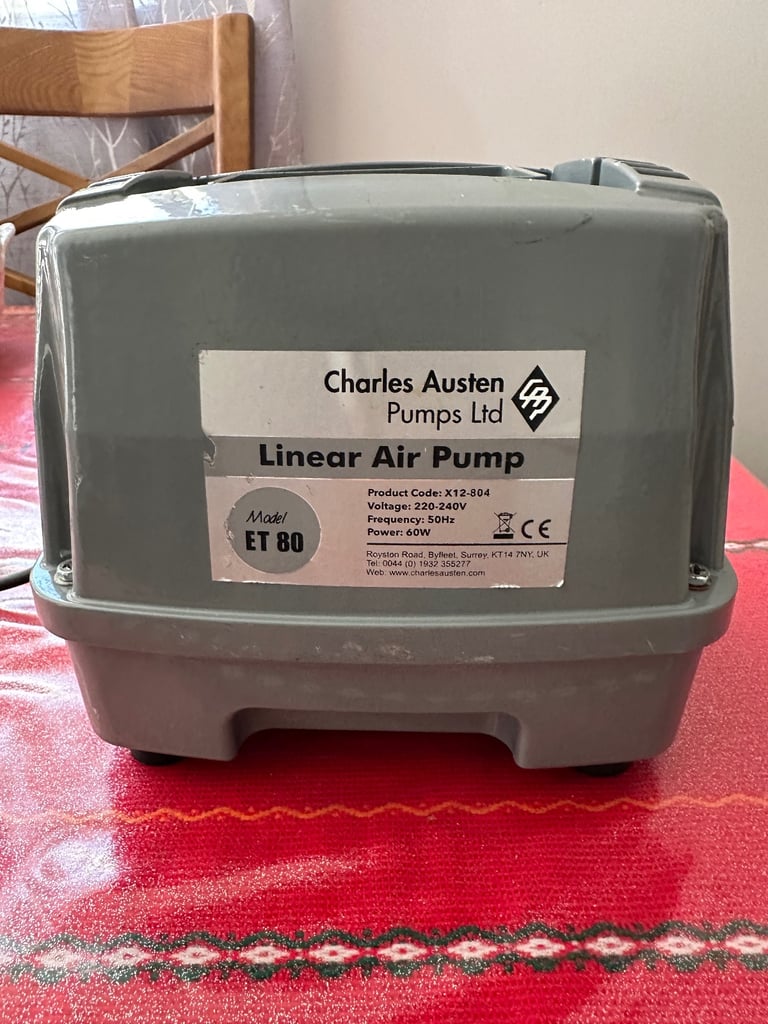 Charles Austen
Pumps Ltd
CAP
Linear Air Pump
Model
ET 80
Product Code: X12-804
Voltage: 220-240V
Frequency: 50Hz
Power: 60W
CE
Royston Road, Byfleet, Surrey, KT14 7NY, UK
Tel: 0044 (0) 1932 355277
Web: www.charlesausten.com